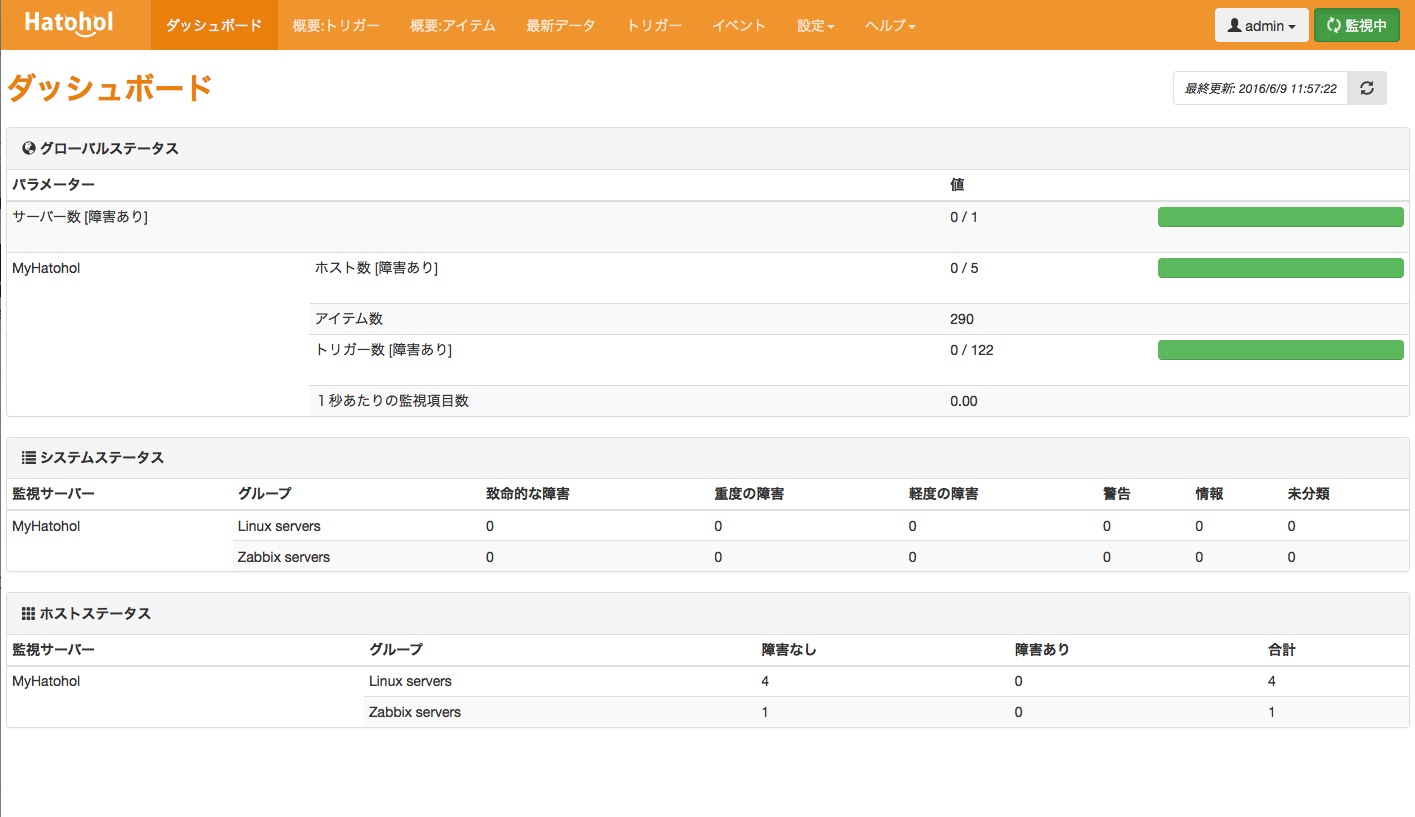 Hatohol ダッシュボード 概要:トリガー 概要:アイテム 最新データ トリガー イベント 設定 ヘルプ admin 監視中
ダッシュボード 最終更新: 2016/6/9 11:57:22
グローバルステータス
パラメーター 値
サーバー数 [障害あり] 0 / 1
MyHatohol ホスト数 [障害あり] 0 / 5
アイテム数 290
トリガー数 [障害あり] 0 / 122
1秒あたりの監視項目数 0.00
システムステータス
監視サーバー グループ 致命的な障害 重度の障害 軽度の障害 警告 情報 未分類
MyHatohol Linux servers 0 0 0 0 0 0
Zabbix servers 0 0 0 0 0 0
ホストステータス
監視サーバー グループ 障害なし 障害あり 合計
MyHatohol Linux servers 4 0 4
Zabbix servers 1 0 1